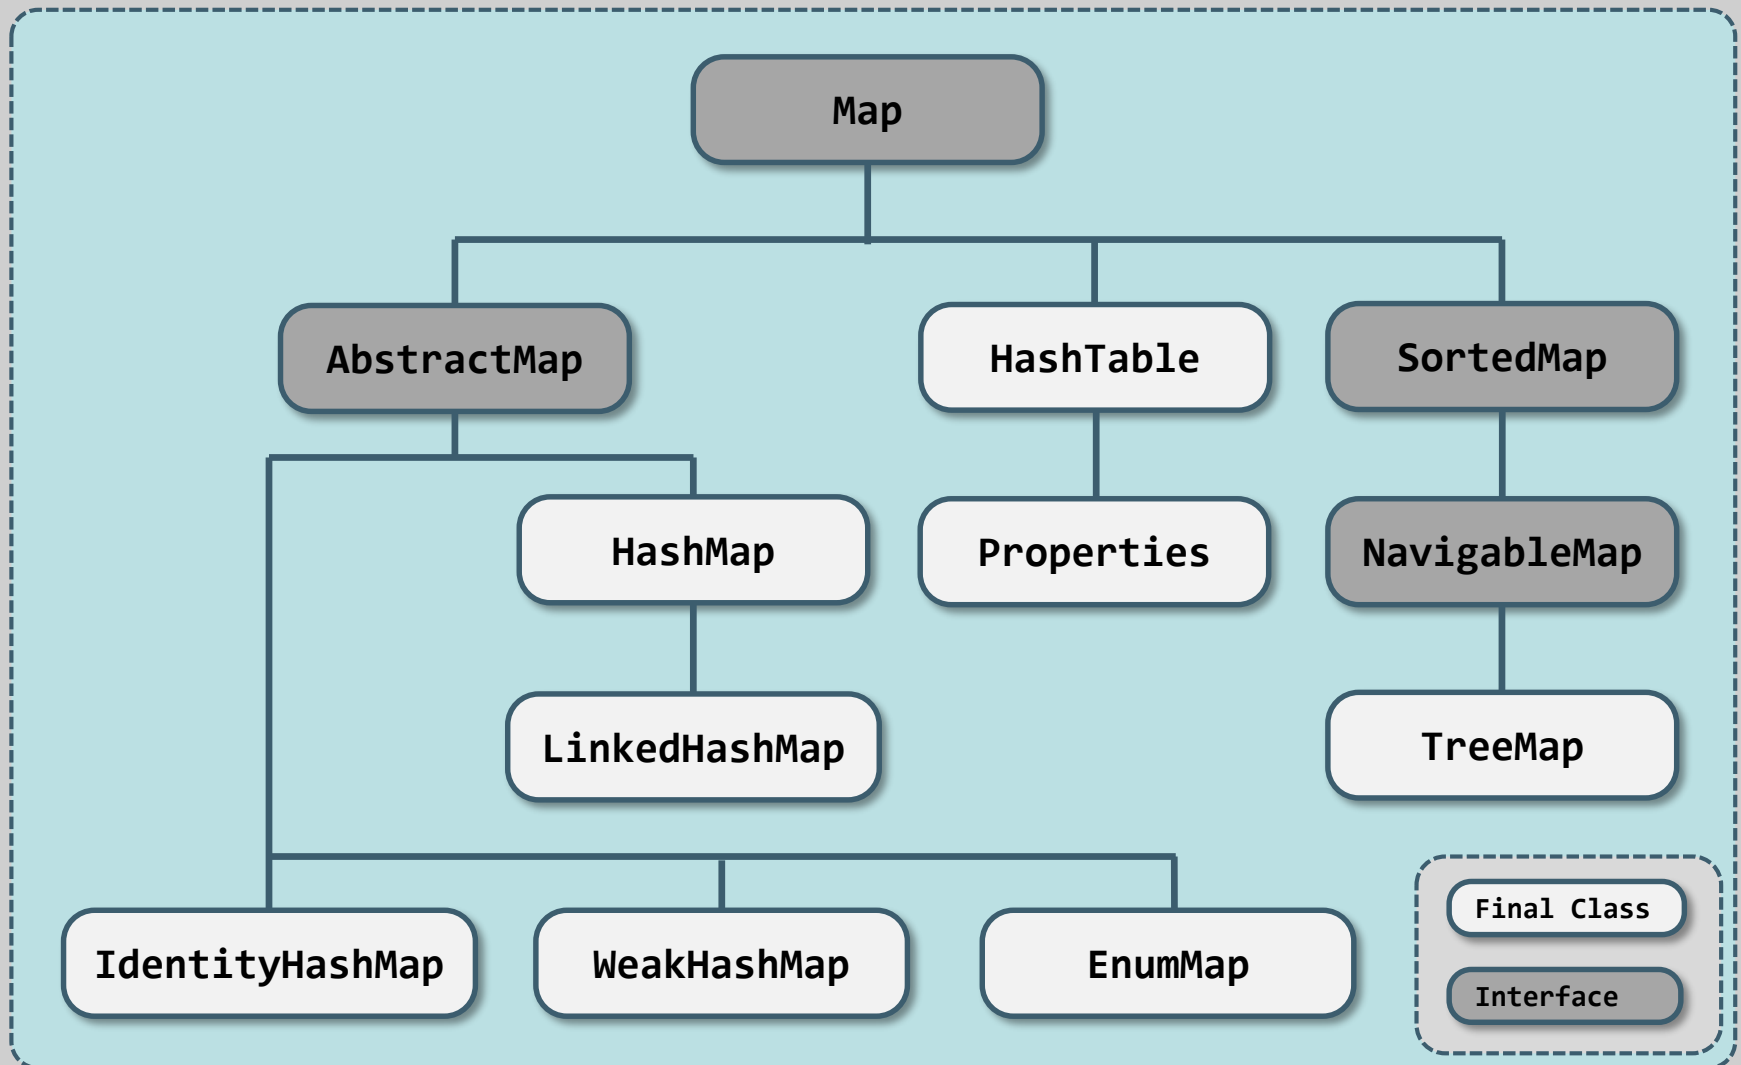 Map
AbstractMap
HashTable
SortedMap
HashMap
Properties
NavigableMap
LinkedHashMap
TreeMap
IdentityHashMap
WeakHashMap
EnumMap
Final Class
Interface